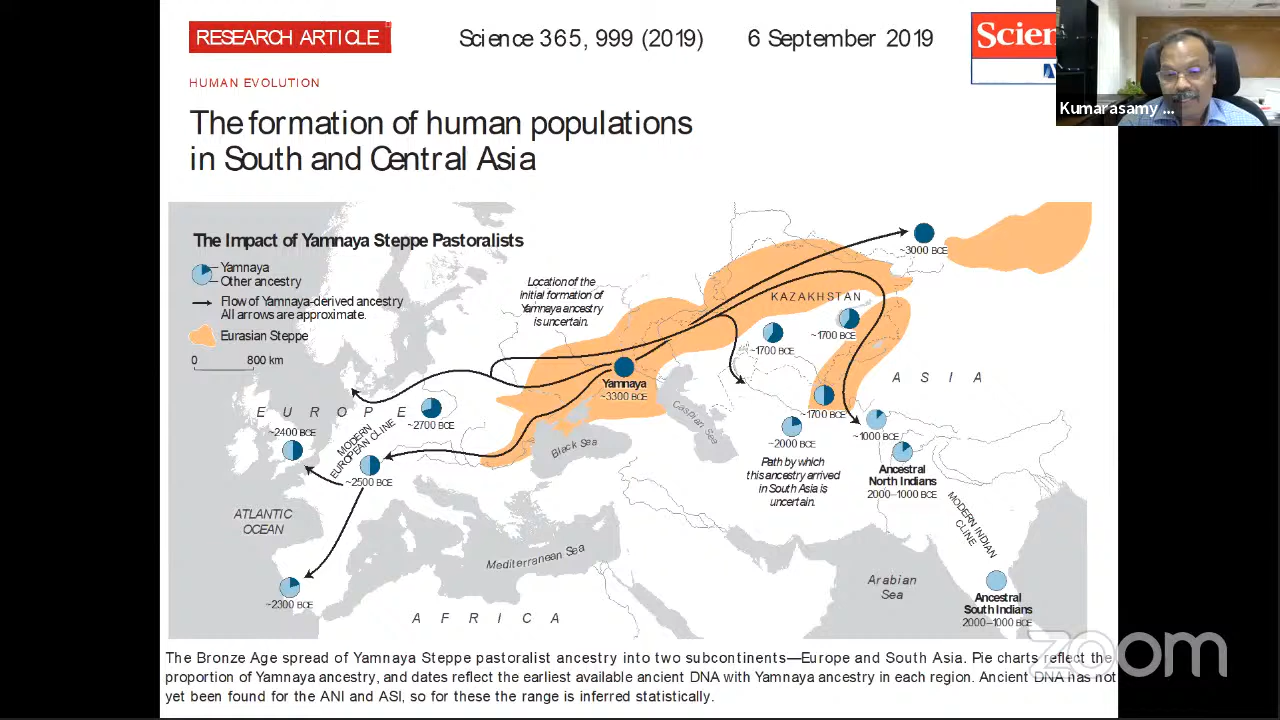 RESEARCH ARTICLE
Science 365, 999 (2019) 6 September 2019
Scien
Kumarasamy ...
HUMAN EVOLUTION
The formation of human populations
in South and Central Asia
The Impact of Yamnaya Steppe Pastoralists
Yamnaya
Other ancestry
Flow of Yamnaya-derived ancestry
All arrows are approximate.
Eurasian Steppe
0 800 km
Location of the
initial formation of
Yamnaya ancestry
is uncertain.
~3000 BCE
KAZAKHSTAN
~1700 BCE
~1700 BCE
Yamnaya
~3300 BCE
ASIA
EUROPE
~2700 BCE
~2400 BCE
MODERN
EUROPEAN CLINE
~2500 BCE
Black Sea
Caspian Sea
~1700 BCE
~2000 BCE
~1000 BCE
Path by which
this ancestry arrived
in South Asia is
uncertain.
Ancestral
North Indians
2000–1000 BCE
MODERN INDIAN
CLINE
ATLANTIC
OCEAN
Mediterranean Sea
~2300 BCE
AFRICA
Arabian
Sea
Ancestral
South Indians
2000–1000 BCE
zoom
The Bronze Age spread of Yamnaya Steppe pastoralist ancestry into two subcontinents—Europe and South Asia. Pie charts reflect the
proportion of Yamnaya ancestry, and dates reflect the earliest available ancient DNA with Yamnaya ancestry in each region. Ancient DNA has not
yet been found for the ANI and ASI, so for these the range is inferred statistically.